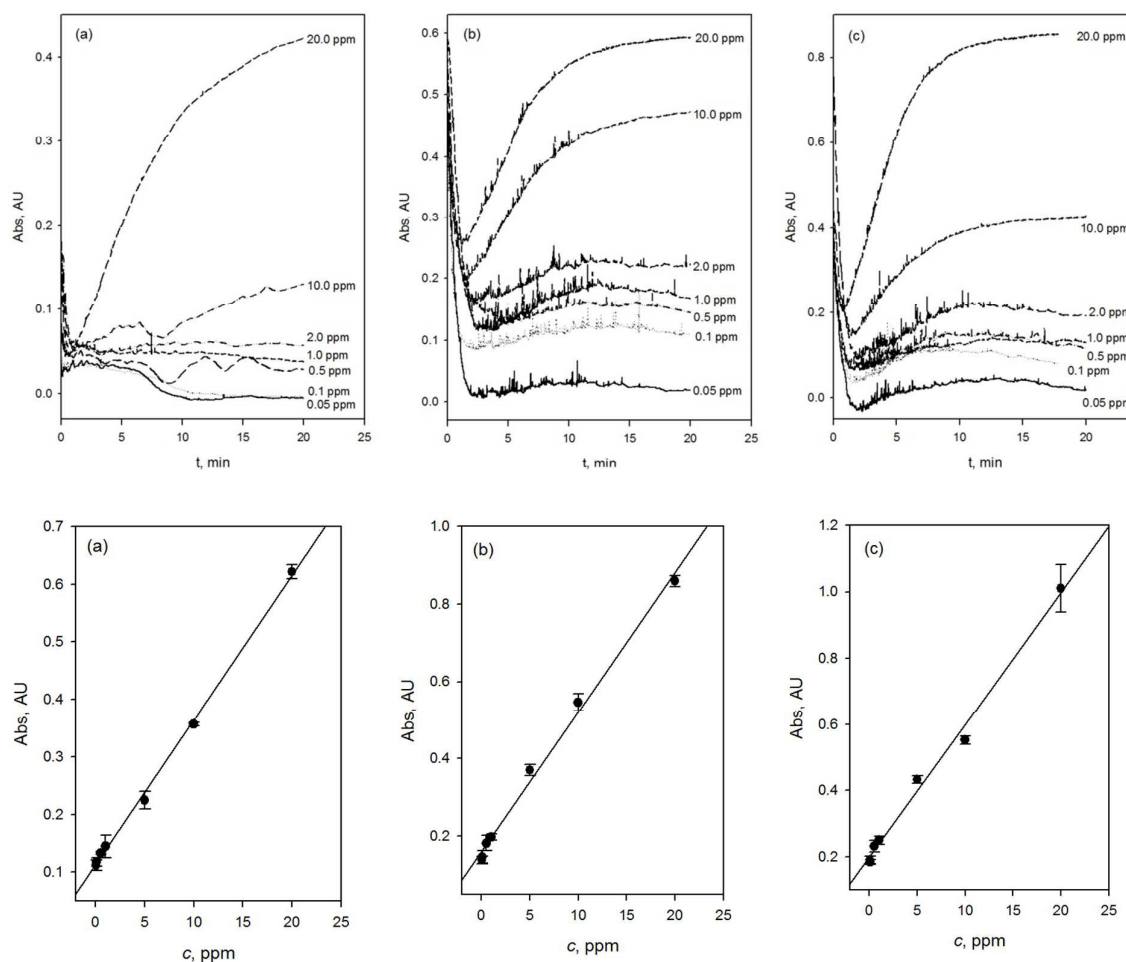 (a)
20.0 ppm
10.0 ppm
2.0 ppm
1.0 ppm
0.5 ppm
0.1 ppm
0.05 ppm
Abs, AU
0.4
0.3
0.2
0.1
0.0
0 5 10 15 20 25
t, min
(b)
20.0 ppm
10.0 ppm
2.0 ppm
1.0 ppm
0.5 ppm
0.1 ppm
0.05 ppm
Abs, AU
0.6
0.5
0.4
0.3
0.2
0.1
0.0
0 5 10 15 20 25
t, min
(c)
20.0 ppm
10.0 ppm
2.0 ppm
1.0 ppm
0.5 ppm
0.1 ppm
0.05 ppm
Abs, AU
0.8
0.6
0.4
0.2
0.0
0 5 10 15 20
t, min
(a)
Abs, AU
0.7
0.6
0.5
0.4
0.3
0.2
0.1
0 5 10 15 20 25
c, ppm
(b)
Abs, AU
1.0
0.8
0.6
0.4
0.2
0 5 10 15 20 25
c, ppm
(c)
Abs, AU
1.2
1.0
0.8
0.6
0.4
0.2
0 5 10 15 20 25
c, ppm